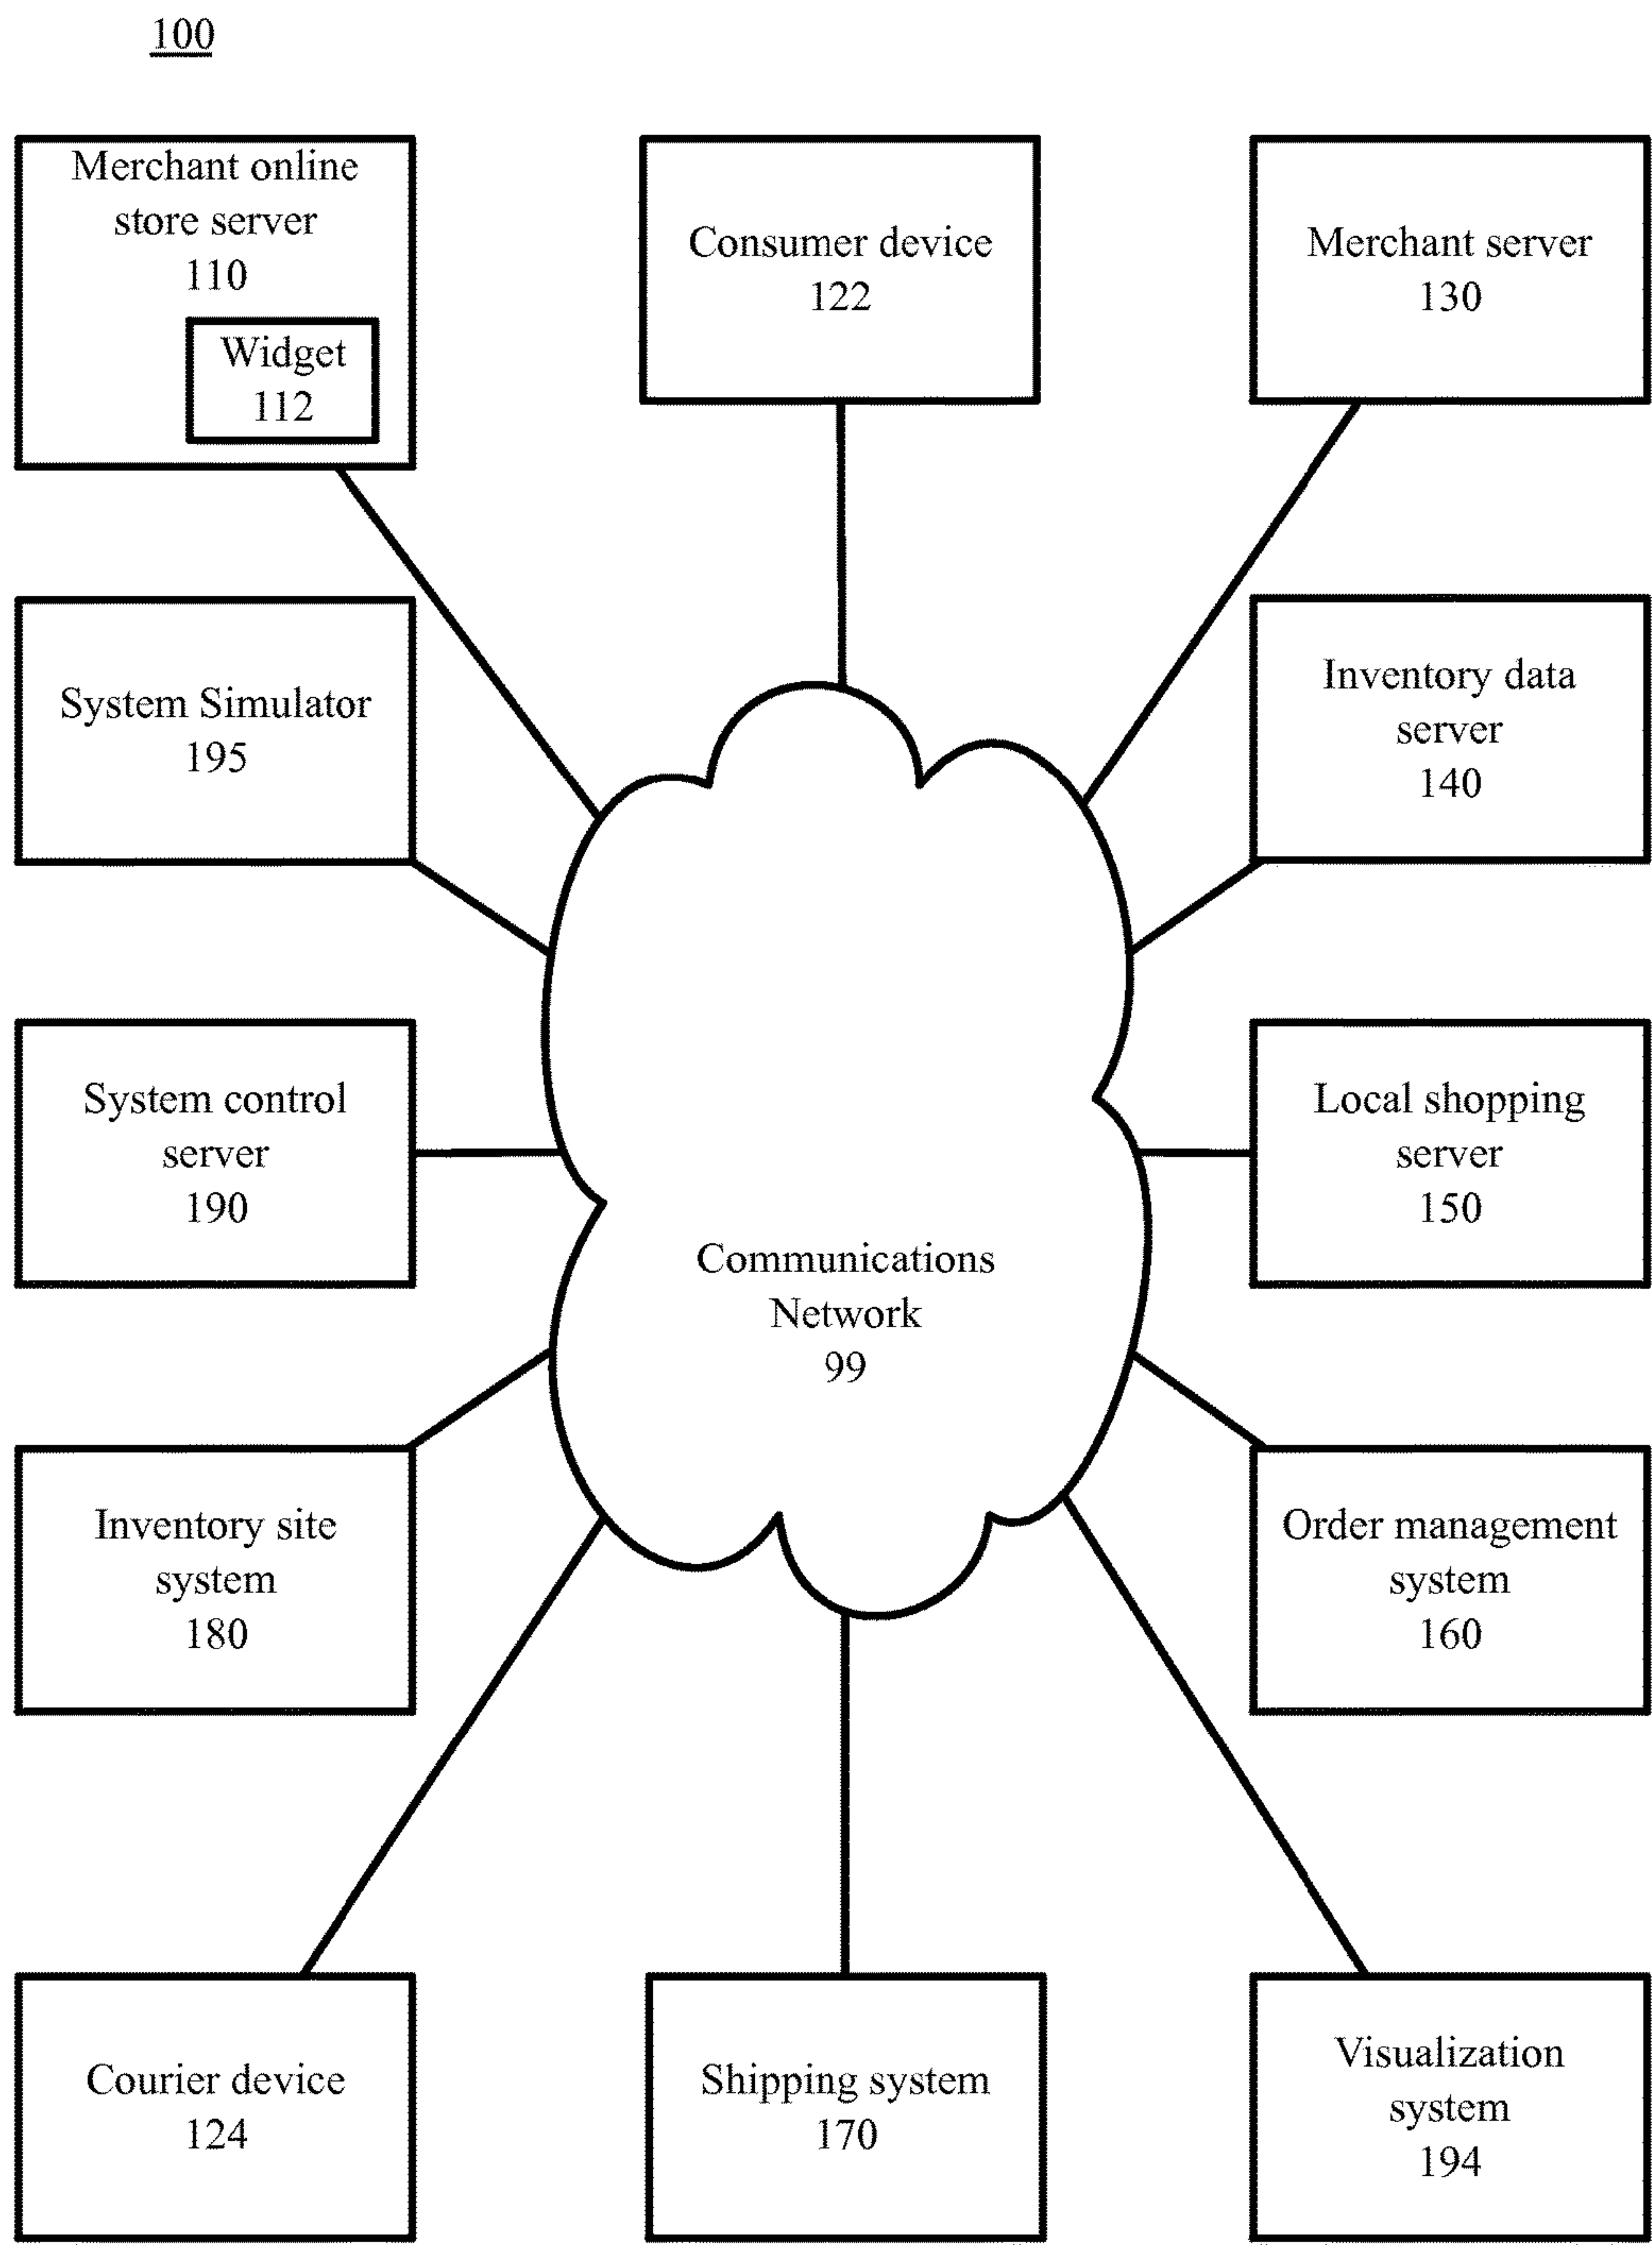 100
Merchant online
store server
110
Widget
112
Consumer device
122
Merchant server
130
System Simulator
195
Inventory data
server
140
System control
server
190
Local shopping
server
150
Communications
Network
99
Inventory site
system
180
Order management
system
160
Courier device
124
Shipping system
170
Visualization
system
194